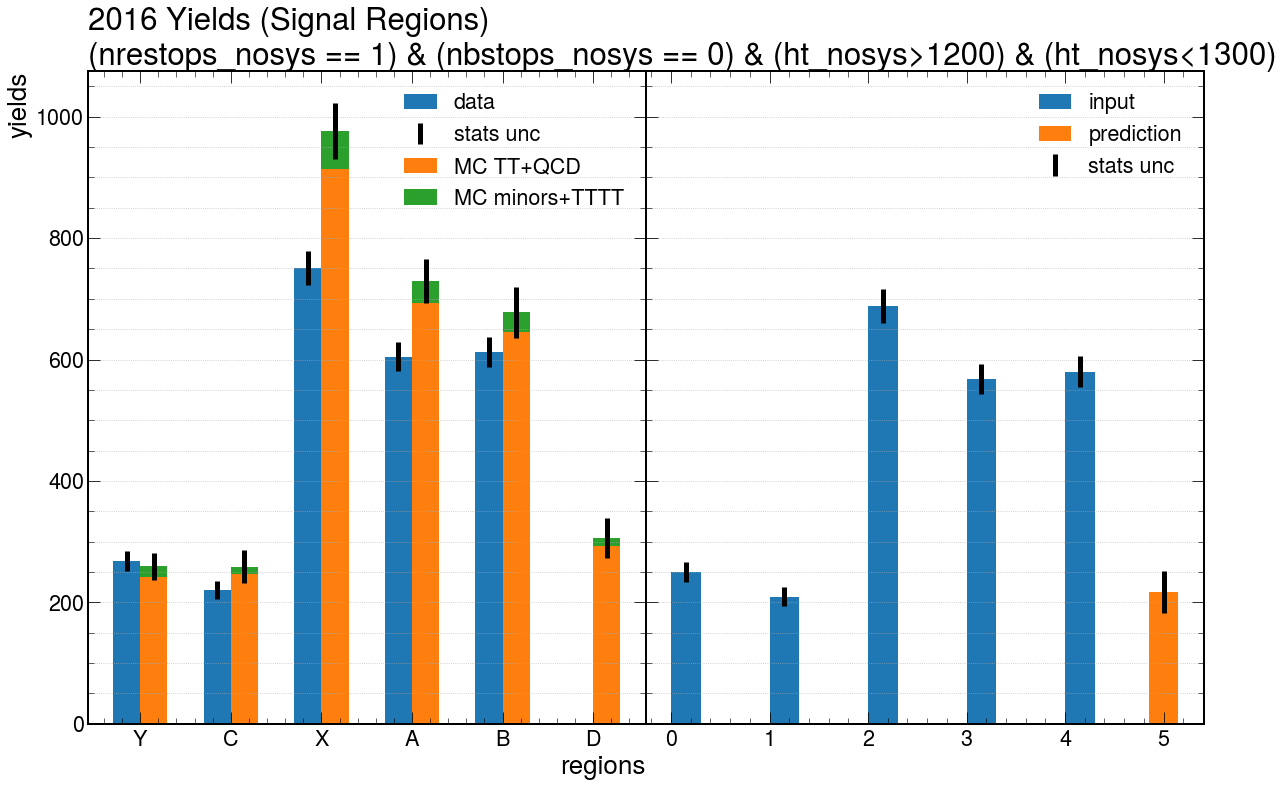 2016 Yields (Signal Regions)
(nrestops_nosys == 1) & (nbstops_nosys == 0) & (ht_nosys>1200) & (ht_nosys<1300)
yields
1000
800
600
400
200
0
data
stats unc
MC TT+QCD
MC minors+TTTT
input
prediction
stats unc
Y C X A B D
0 1 2 3 4 5
regions